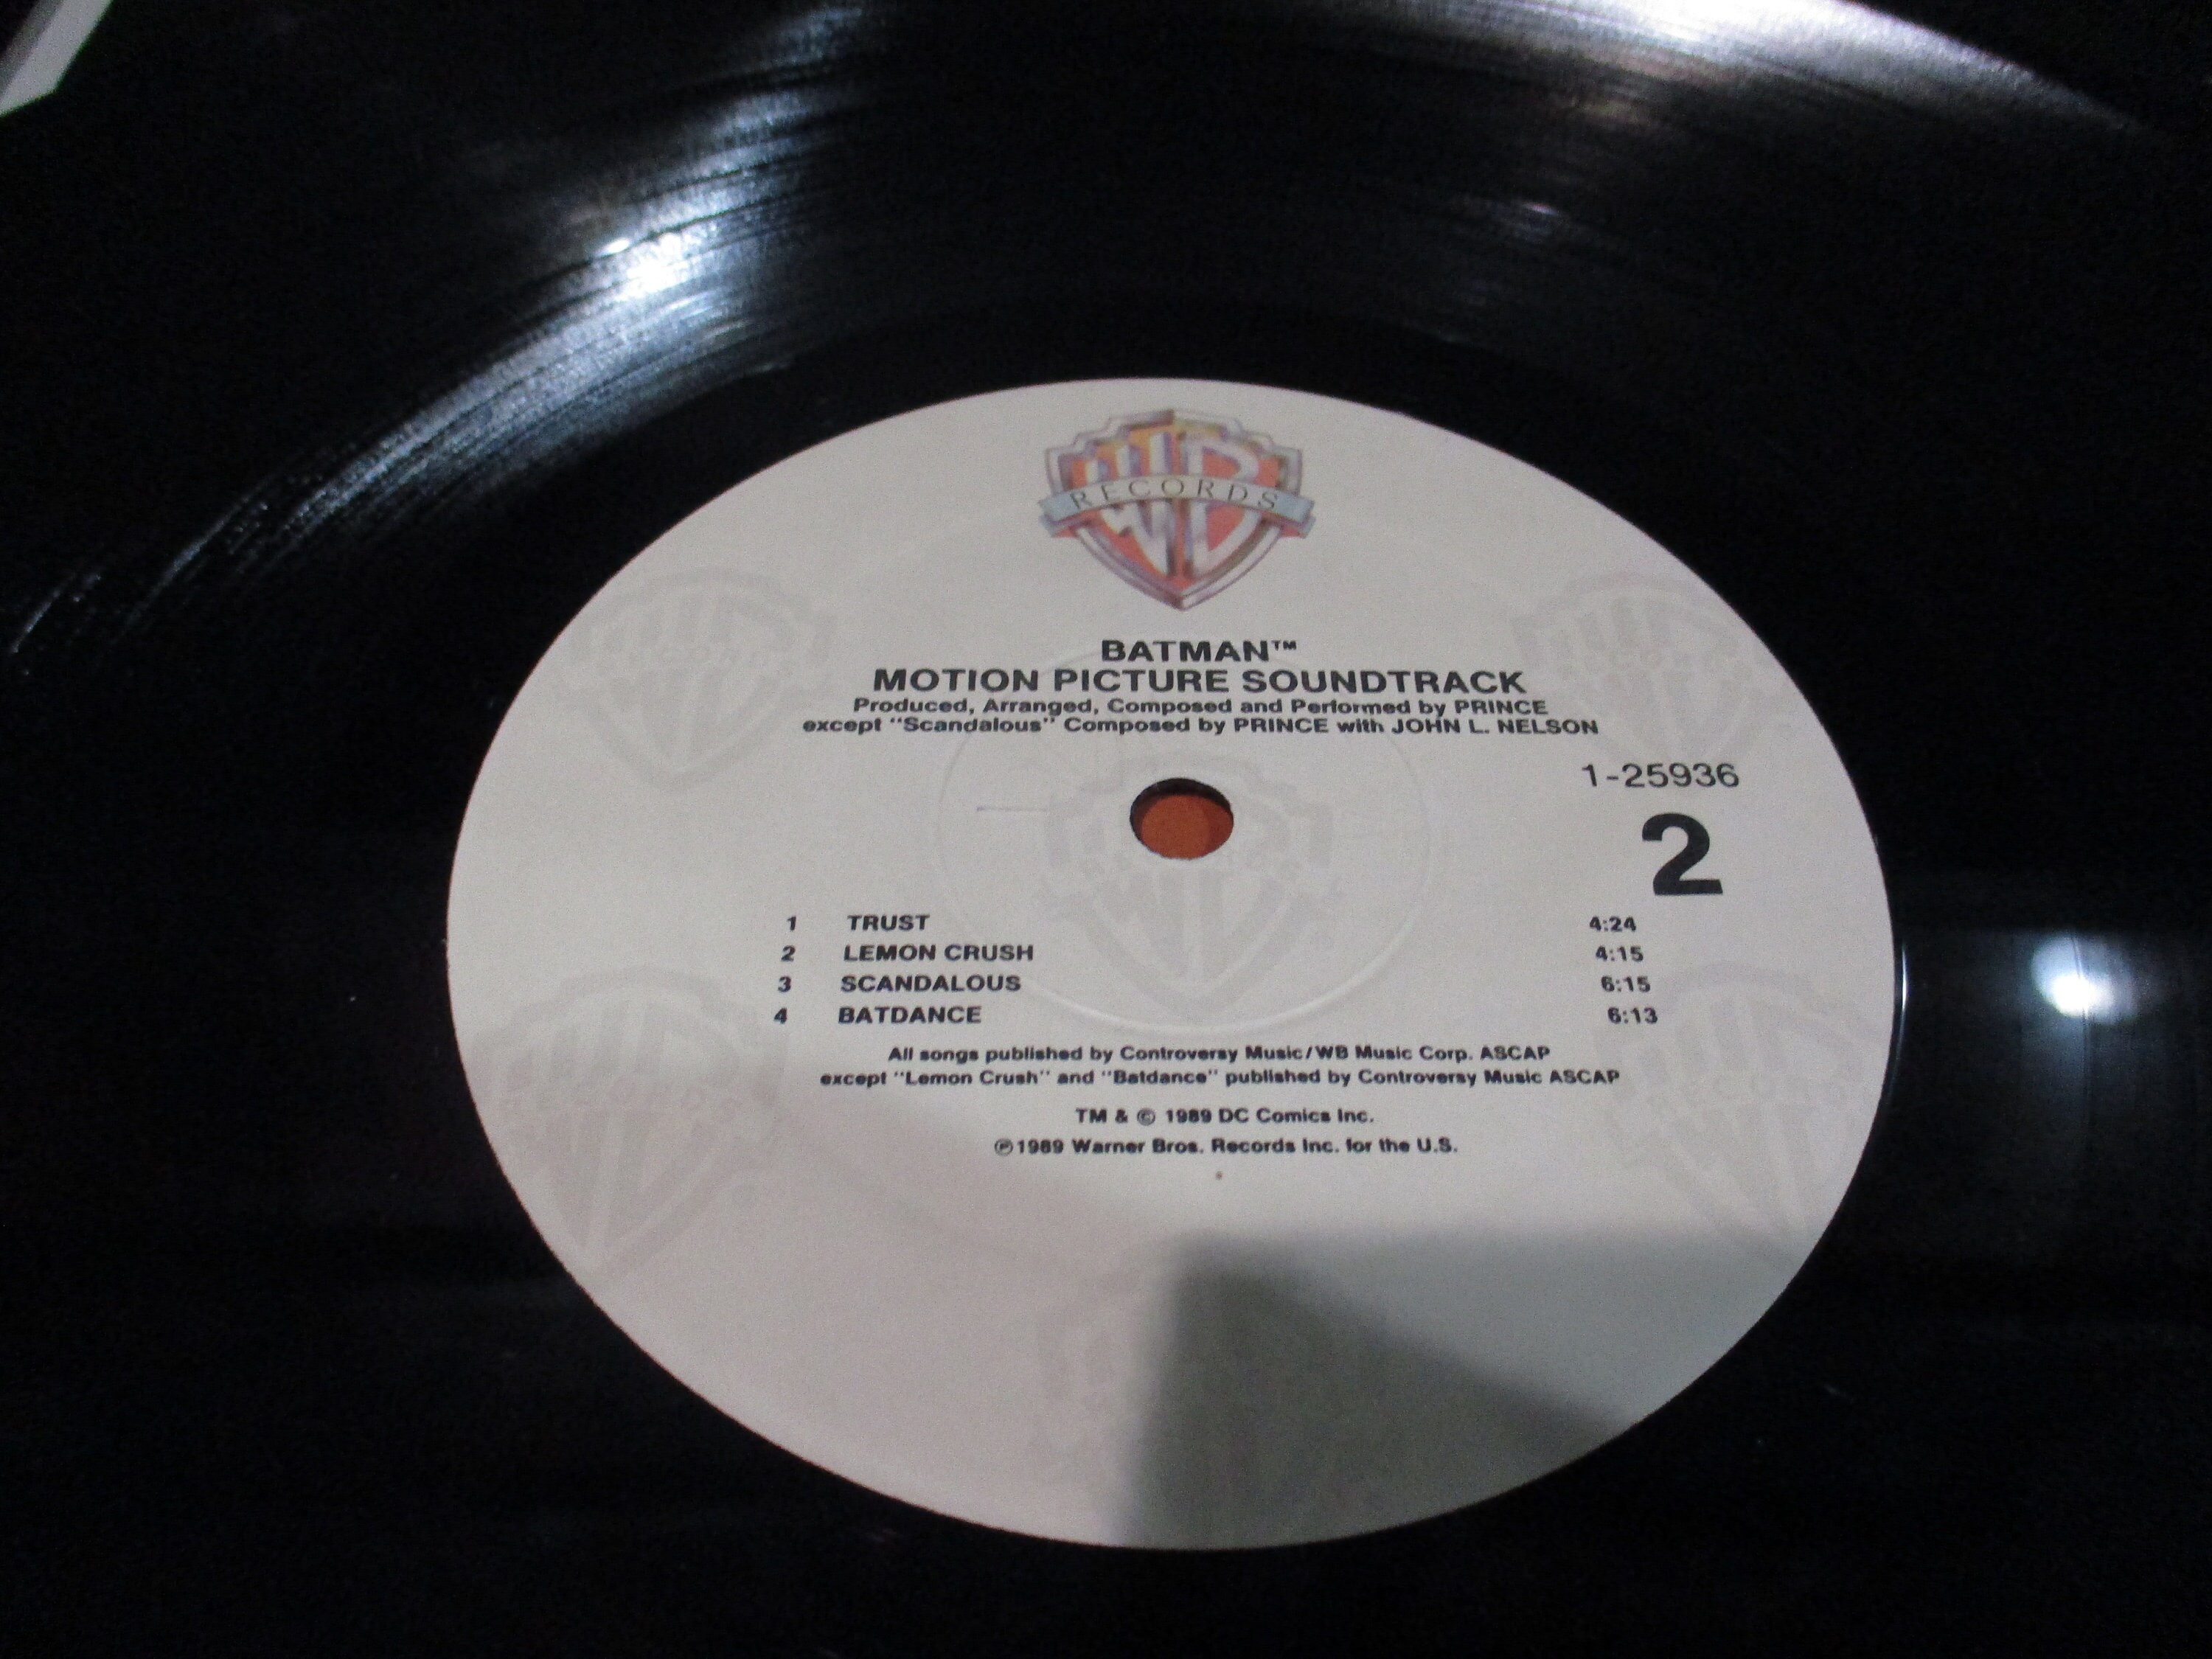 WB
RECORDS
BATMAN™
MOTION PICTURE SOUNDTRACK
Produced, Arranged, Composed and Performed by PRINCE
except "Scandalous" Composed by PRINCE with JOHN L. NELSON
1-25936
2
1 TRUST 4:24
2 LEMON CRUSH 4:15
3 SCANDALOUS 6:15
4 BATDANCE 6:13
All songs published by Controversy Music/WB Music Corp. ASCAP
except "Lemon Crush" and "Batdance" published by Controversy Music ASCAP
TM & © 1989 DC Comics Inc.
℗1989 Warner Bros. Records Inc. for the U.S.